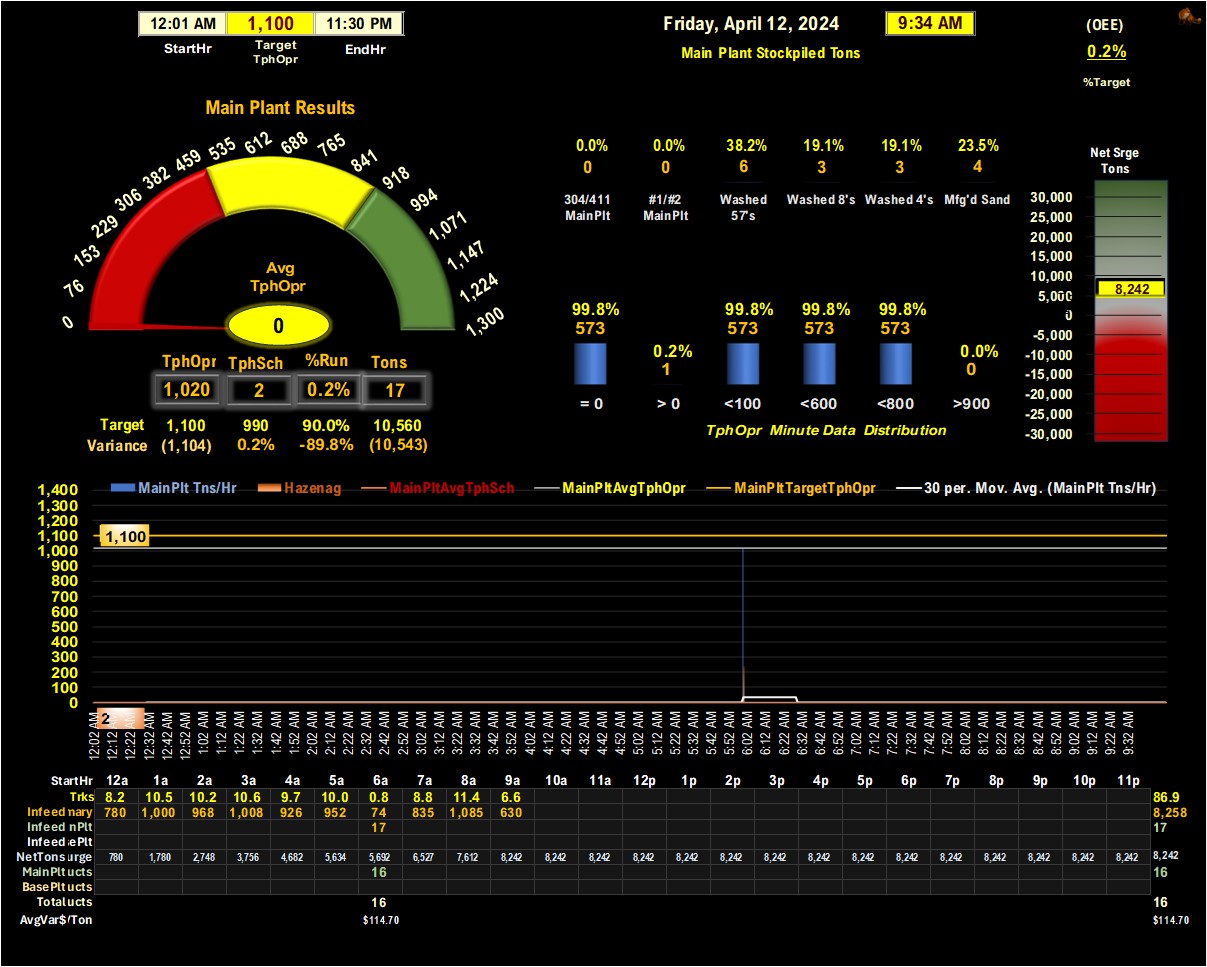 12:01 AM 1,100 11:30 PM
StartHr Target TphOpr EndHr
Friday, April 12, 2024 9:34 AM
Main Plant Stockpiled Tons
(OEE)
0.2%
%Target
Main Plant Results
0 76 153 229 306 382 459 535 612 688 765 841 918 994 1,071 1,147 1,224 1,300
Avg
TphOpr
0
TphOpr TphSch %Run Tons
1,020 2 0.2% 17
Target 1,100 990 90.0% 10,560
Variance (1,104) 0.2% -89.8% (10,543)
0.0% 0.0% 38.2% 19.1% 19.1% 23.5%
0 0 6 3 3 4
304/411 MainPlt #1/#2 MainPlt Washed 57's Washed 8's Washed 4's Mfg'd Sand
99.8% 99.8% 99.8% 99.8%
573 573 573 573
0.2% 0.0%
1 0
= 0 > 0 <100 <600 <800 >900
TphOpr Minute Data Distribution
Net Srge
Tons
30,000
25,000
20,000
15,000
10,000
5,000
8,242
0
-5,000
-10,000
-15,000
-20,000
-25,000
-30,000
MainPlt Tns/Hr Hazenag MainPltAvgTphSch MainPltAvgTphOpr MainPltTargetTphOpr 30 per. Mov. Avg. (MainPlt Tns/Hr)
1,400
1,300
1,200
1,100
1,100
1,000
900
800
700
600
500
400
300
200
100
0
2
12:02 AM 12:12 AM 12:22 AM 12:32 AM 12:42 AM 12:52 AM 1:02 AM 1:12 AM 1:22 AM 1:32 AM 1:42 AM 1:52 AM 2:02 AM 2:12 AM 2:22 AM 2:32 AM 2:42 AM 2:52 AM 3:02 AM 3:12 AM 3:22 AM 3:32 AM 3:42 AM 3:52 AM 4:02 AM 4:12 AM 4:22 AM 4:32 AM 4:42 AM 4:52 AM 5:02 AM 5:12 AM 5:22 AM 5:32 AM 5:42 AM 5:52 AM 6:02 AM 6:12 AM 6:22 AM 6:32 AM 6:42 AM 6:52 AM 7:02 AM 7:12 AM 7:22 AM 7:32 AM 7:42 AM 7:52 AM 8:02 AM 8:12 AM 8:22 AM 8:32 AM 8:42 AM 8:52 AM 9:02 AM 9:12 AM 9:22 AM 9:32 AM
StartHr 12a 1a 2a 3a 4a 5a 6a 7a 8a 9a 10a 11a 12p 1p 2p 3p 4p 5p 6p 7p 8p 9p 10p 11p
Trks 8.2 10.5 10.2 10.6 9.7 10.0 0.8 8.8 11.4 6.6 86.9
Infeed mary 780 1,000 968 1,008 926 952 74 835 1,085 630 8,258
Infeed nPlt 17 17
Infeed ePlt
NetTons urge 780 1,780 2,748 3,756 4,682 5,634 5,692 6,527 7,612 8,242 8,242 8,242 8,242 8,242 8,242 8,242 8,242 8,242 8,242 8,242 8,242 8,242 8,242 8,242 8,242
MainPlt ucts 16 16
BasePlt ucts
Total ucts 16 16
AvgVar$/Ton $114.70 $114.70